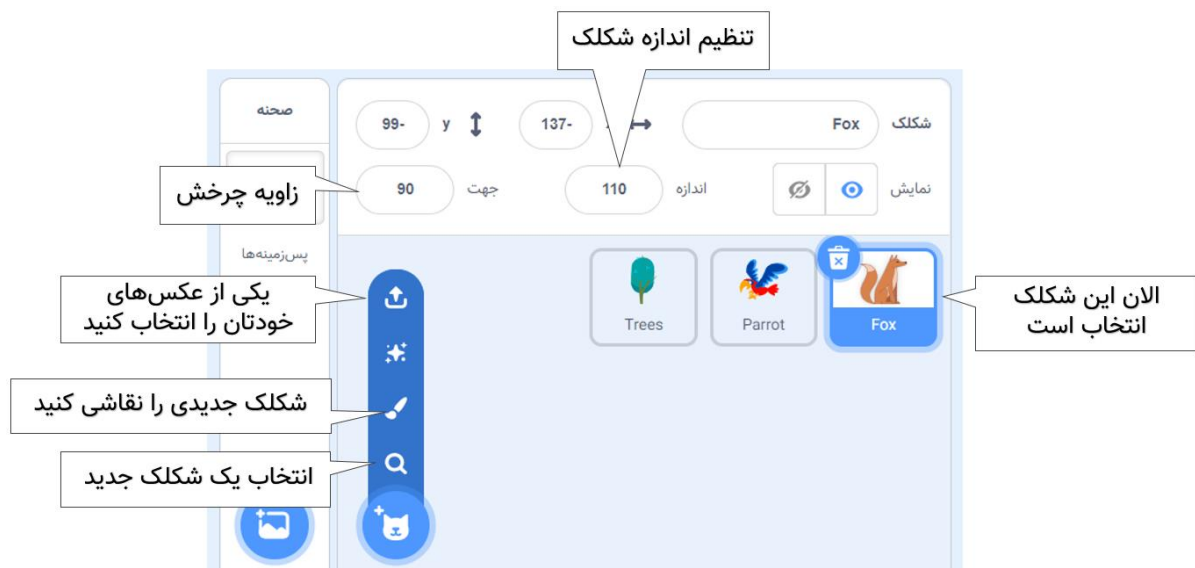 تنظیم اندازه شکلک
صحنه
شکلک
Fox
137-
y
99-
نمایش
اندازه
110
جهت
90
زاویه چرخش
پس‌زمینه‌ها
یکی از عکس‌های
خودتان را انتخاب کنید
شکلک جدیدی را نقاشی کنید
انتخاب یک شکلک جدید
Fox
Parrot
Trees
الان این شکلک
انتخاب است